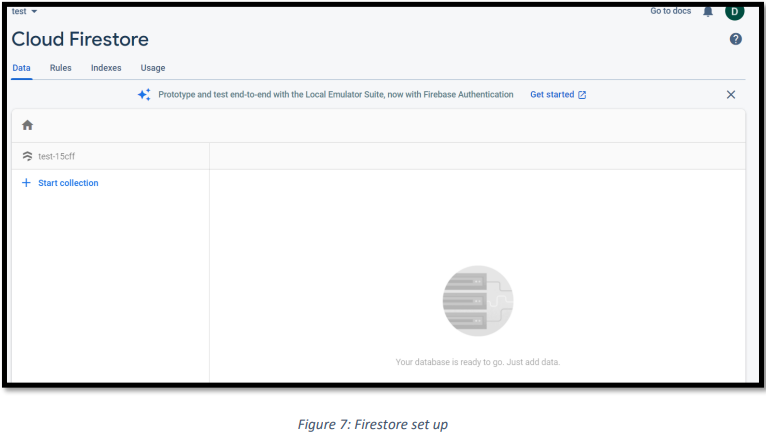 test
Go to docs
D
Cloud Firestore
?
Data Rules Indexes Usage
Prototype and test end-to-end with the Local Emulator Suite, now with Firebase Authentication Get started
test-15cff
+ Start collection
Your database is ready to go. Just add data.
Figure 7: Firestore set up